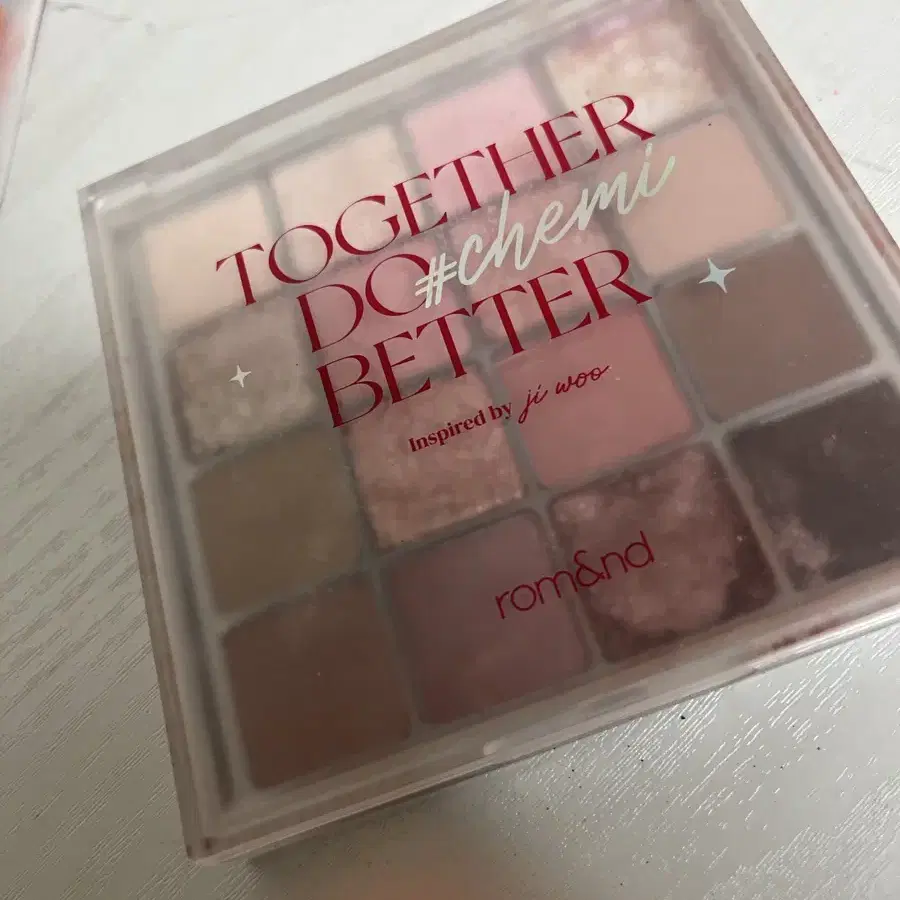 TOGETHER
DO #chemi
BETTER
Inspired by ji woo
rom&nd